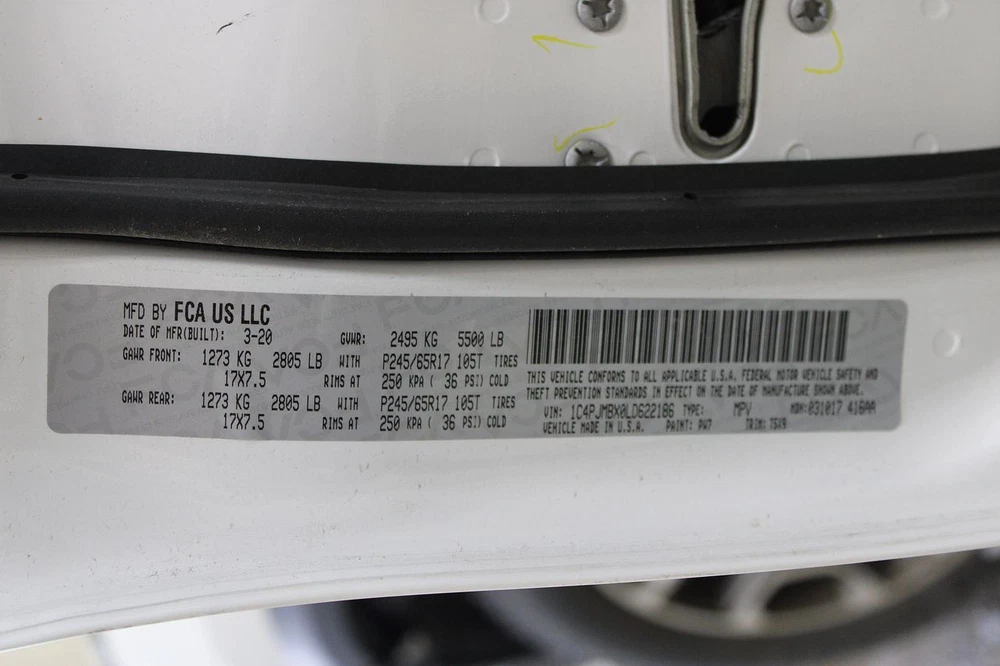 MFD BY FCA US LLC
DATE OF MFR(BUILT): 3-20 GVWR: 2495 KG 5500 LB
GAWR FRONT: 1273 KG 2805 LB WITH P245/65R17 105T TIRES
17X7.5 RIMS AT 250 KPA ( 36 PSI) COLD
GAWR REAR: 1273 KG 2805 LB WITH P245/65R17 105T TIRES
17X7.5 RIMS AT 250 KPA ( 36 PSI) COLD
THIS VEHICLE CONFORMS TO ALL APPLICABLE U.S.A. FEDERAL MOTOR VEHICLE SAFETY AND
THEFT PREVENTION STANDARDS IN EFFECT ON THE DATE OF MANUFACTURE SHOWN ABOVE.
VIN: 1C4PJMBX0LD622186 TYPE: MPV MDH: 031017 416AA
VEHICLE MADE IN U.S.A. PAINT: PW7 TRIM: T5X9